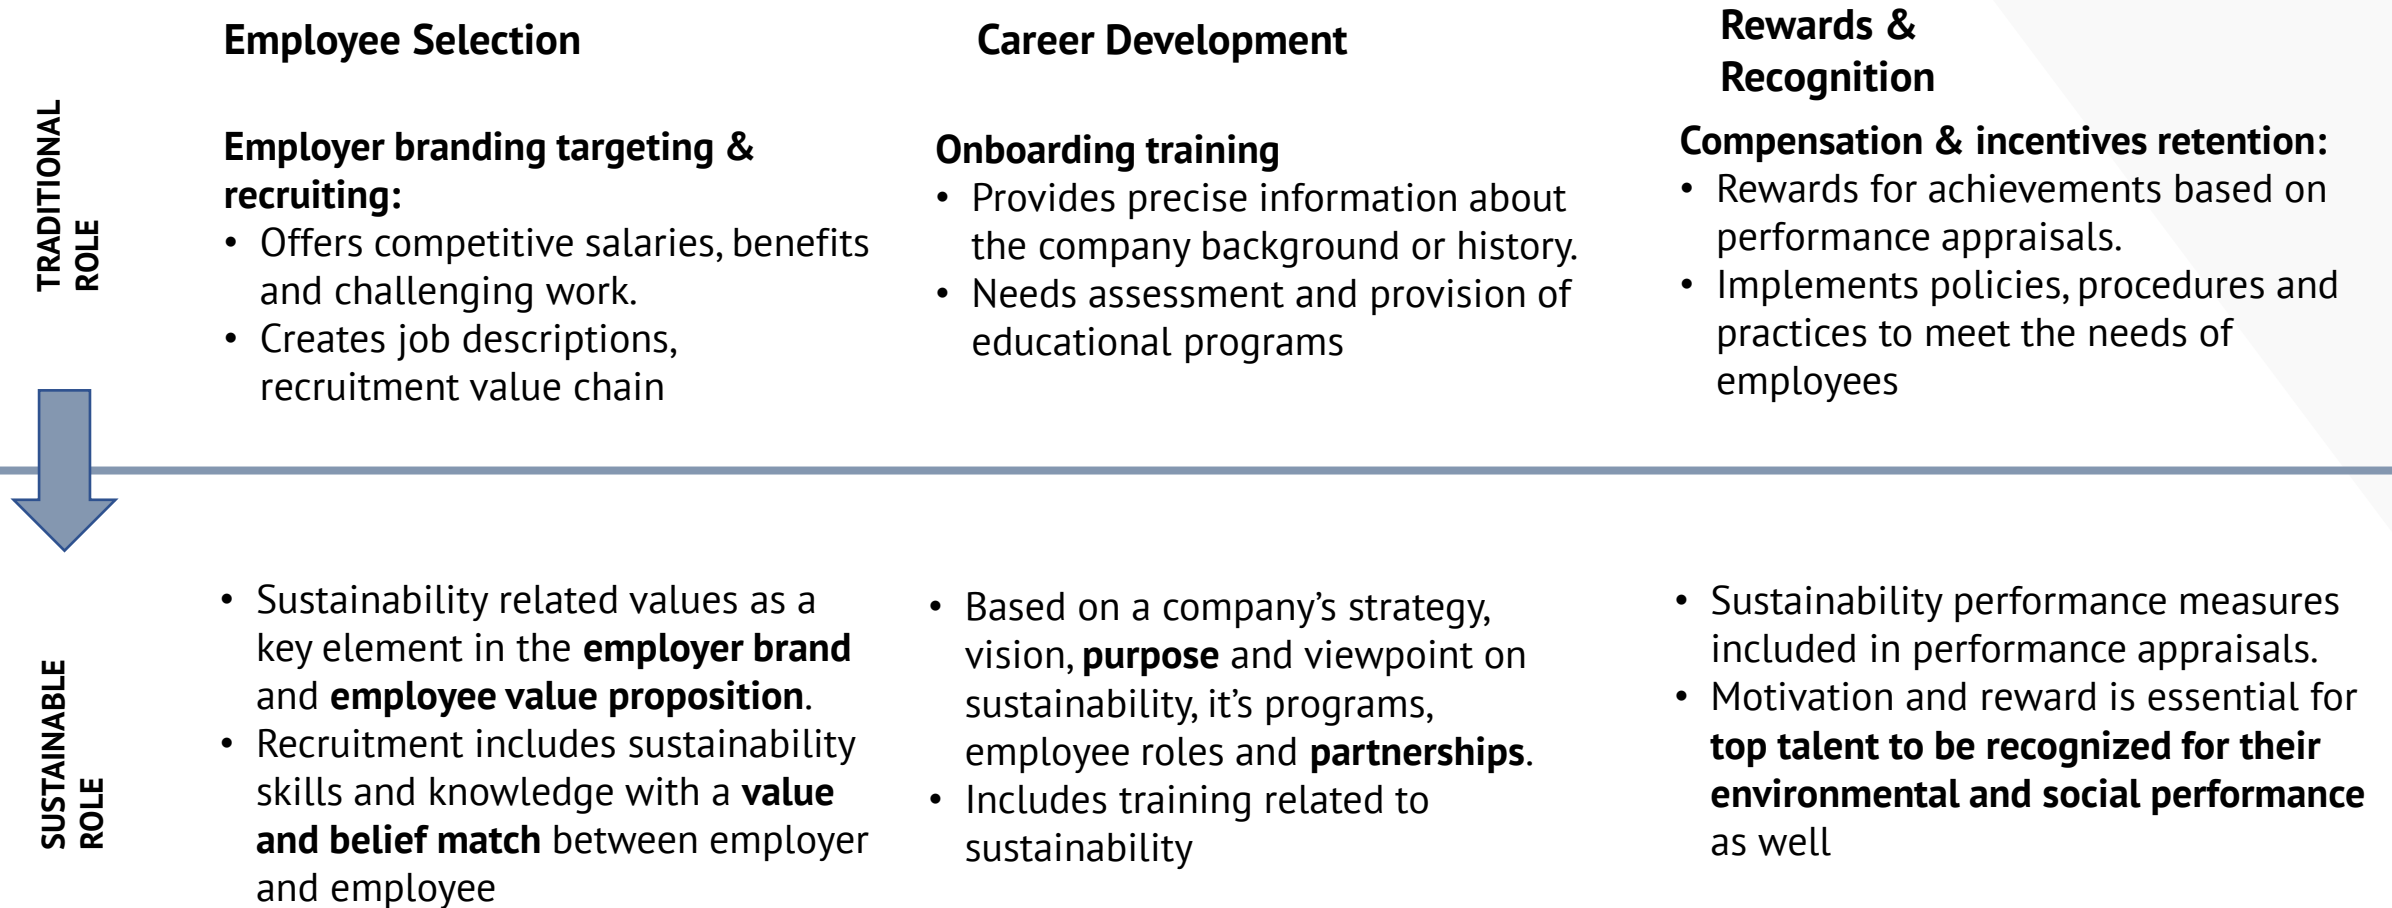 Employee Selection
Career Development
Rewards &
Recognition
TRADITIONAL
ROLE
Employer branding targeting &
recruiting:
• Offers competitive salaries, benefits
and challenging work.
• Creates job descriptions,
recruitment value chain
Onboarding training
• Provides precise information about
the company background or history.
• Needs assessment and provision of
educational programs
Compensation & incentives retention:
• Rewards for achievements based on
performance appraisals.
• Implements policies, procedures and
practices to meet the needs of
employees
SUSTAINABLE
ROLE
• Sustainability related values as a
key element in the employer brand
and employee value proposition.
• Recruitment includes sustainability
skills and knowledge with a value
and belief match between employer
and employee
• Based on a company’s strategy,
vision, purpose and viewpoint on
sustainability, it’s programs,
employee roles and partnerships.
• Includes training related to
sustainability
• Sustainability performance measures
included in performance appraisals.
• Motivation and reward is essential for
top talent to be recognized for their
environmental and social performance
as well